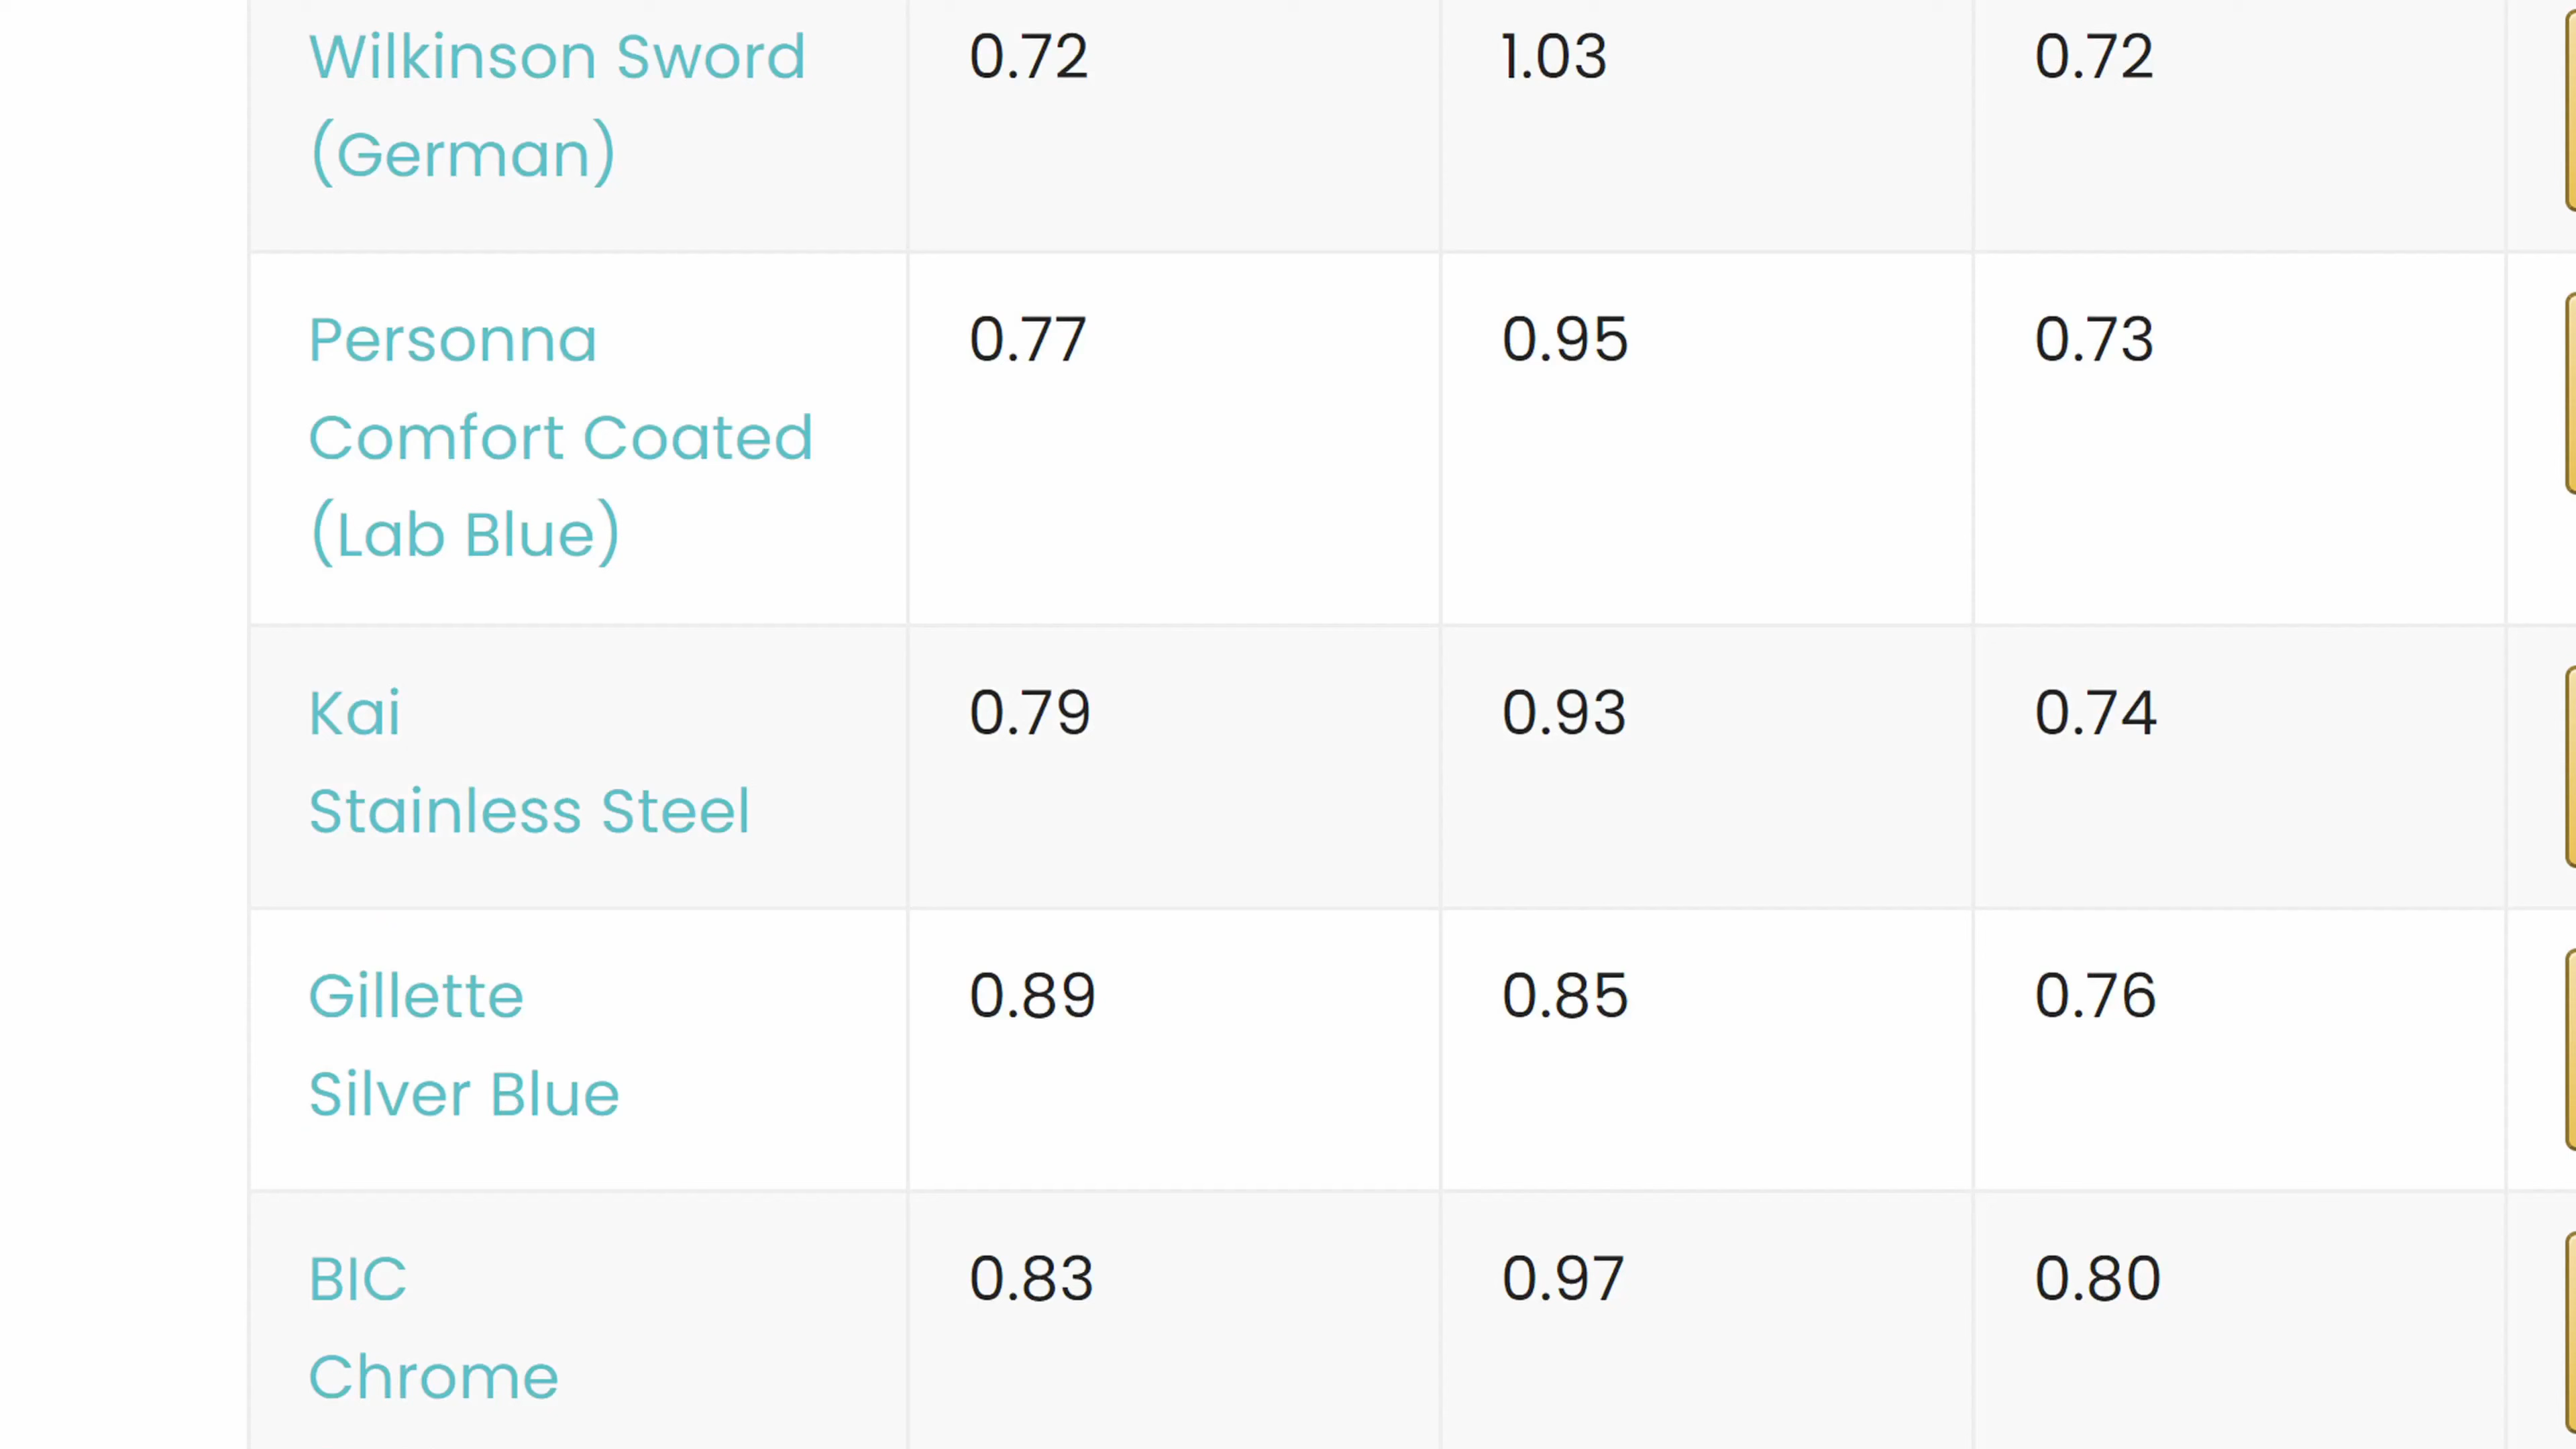 Wilkinson Sword 0.72 1.03 0.72
(German)
Personna 0.77 0.95 0.73
Comfort Coated
(Lab Blue)
Kai 0.79 0.93 0.74
Stainless Steel
Gillette 0.89 0.85 0.76
Silver Blue
BIC 0.83 0.97 0.80
Chrome